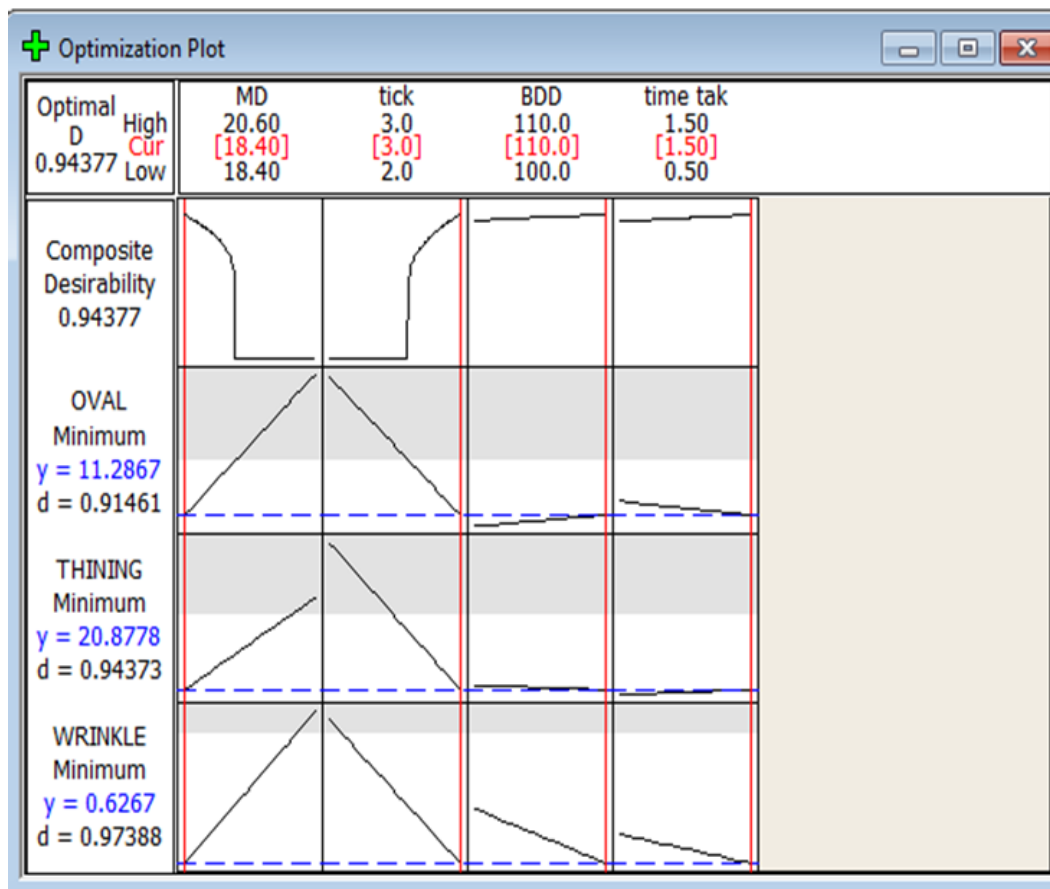 Optimization Plot
Optimal
D
0.94377
High
Cur
Low
MD
20.60
[18.40]
18.40
tick
3.0
[3.0]
2.0
BDD
110.0
[110.0]
100.0
time tak
1.50
[1.50]
0.50
Composite
Desirability
0.94377
OVAL
Minimum
y = 11.2867
d = 0.91461
THINING
Minimum
y = 20.8778
d = 0.94373
WRINKLE
Minimum
y = 0.6267
d = 0.97388